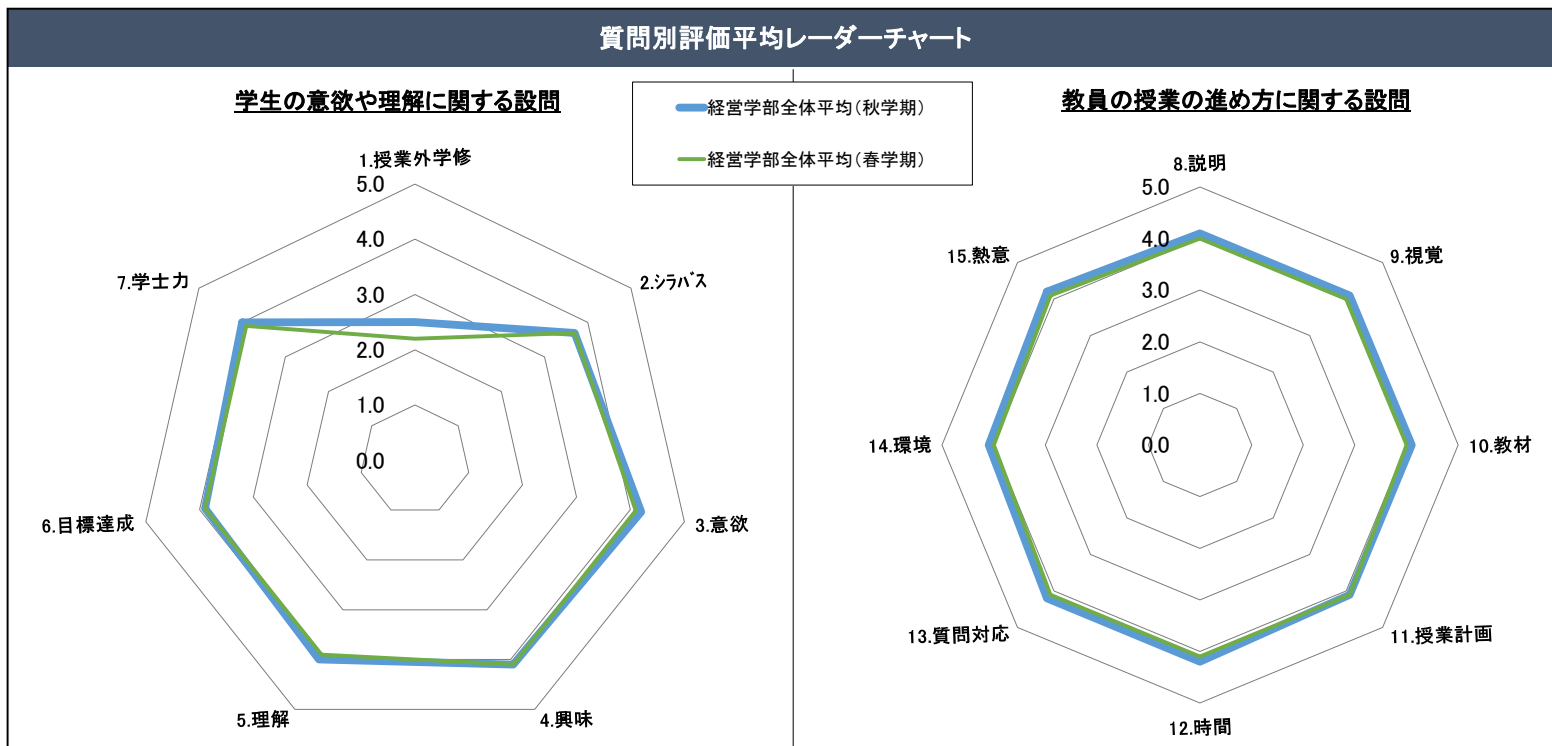 質問別評価平均レーダーチャート
学生の意欲や理解に関する設問
経営学部全体平均（秋学期）
経営学部全体平均（春学期）
教員の授業の進め方に関する設問
1.授業外学修
5.0
4.0
3.0
2.0
1.0
0.0
2.ｼﾗﾊﾞｽ
3.意欲
4.興味
5.理解
6.目標達成
7.学士力
8.説明
5.0
4.0
3.0
2.0
1.0
0.0
9.視覚
10.教材
11.授業計画
12.時間
13.質問対応
14.環境
15.熱意